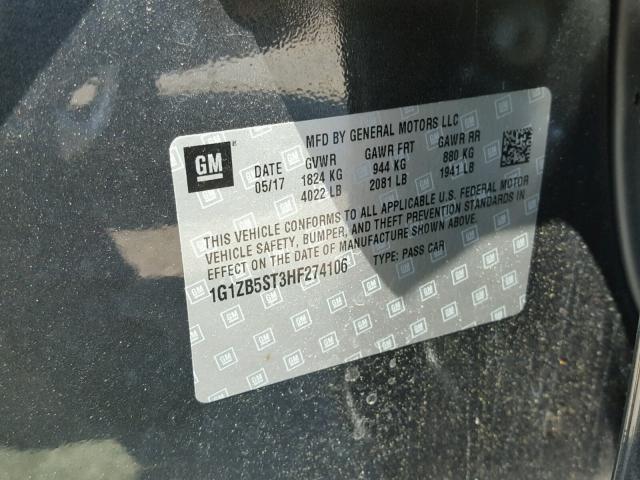 GM
MFD BY GENERAL MOTORS LLC
DATE GVWR GAWR FRT GAWR RR
05/17 1824 KG 944 KG 880 KG
4022 LB 2081 LB 1941 LB
THIS VEHICLE CONFORMS TO ALL APPLICABLE U.S. FEDERAL MOTOR
VEHICLE SAFETY, BUMPER, AND THEFT PREVENTION STANDARDS IN
EFFECT ON THE DATE OF MANUFACTURE SHOWN ABOVE.
1G1ZB5ST3HF274106 TYPE: PASS CAR